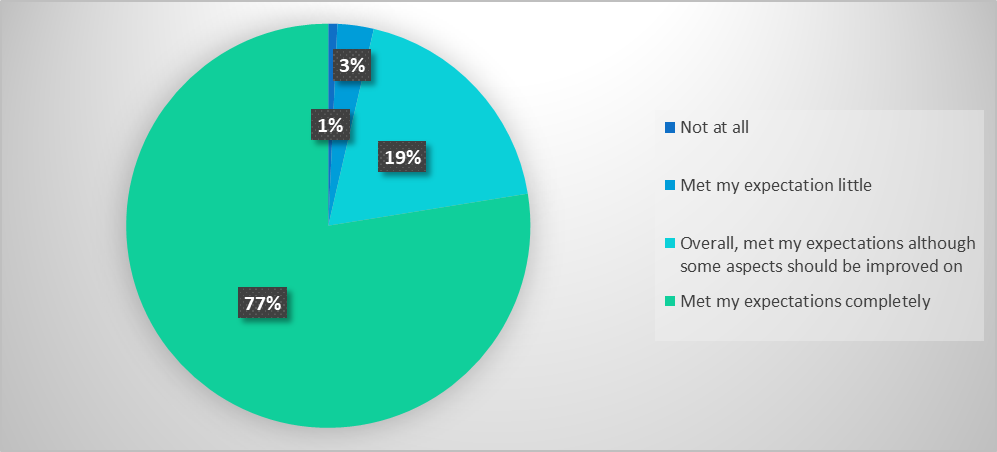 3%
1%
19%
77%
Not at all
Met my expectation little
Overall, met my expectations although
some aspects should be improved on
Met my expectations completely